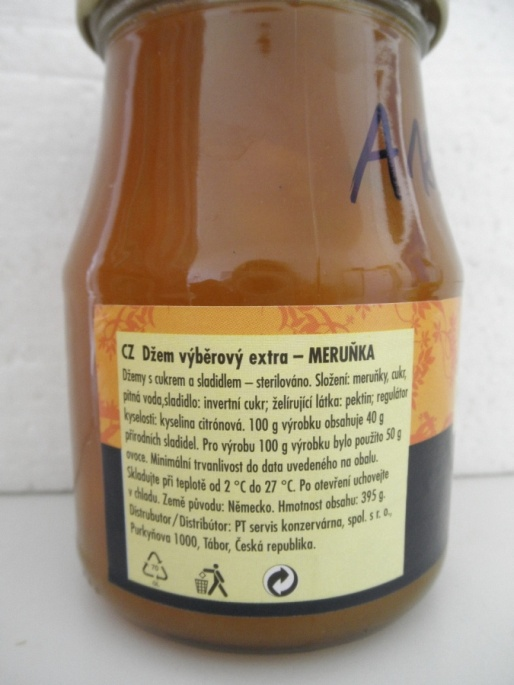 CZ Džem výběrový extra – MERUŇKA
Džemy s cukrem a sladidlem – sterilováno. Složení: meruňky, cukr,
pitná voda,sladidlo: invertní cukr; želírující látka: pektin; regulátor
kyselosti: kyselina citrónová. 100 g výrobku obsahuje 40 g
přírodních sladidel. Pro výrobu 100 g výrobku bylo použito 50 g
ovoce. Minimální trvanlivost do data uvedeného na obalu.
Skladujte při teplotě od 2 °C do 27 °C. Po otevření uchovejte
v chladu. Země původu: Německo. Hmotnost obsahu: 395 g.
Distrubutor/Distribútor: PT servis konzervárna, spol. s r. o.,
Purkyňova 1000, Tábor, Česká republika.